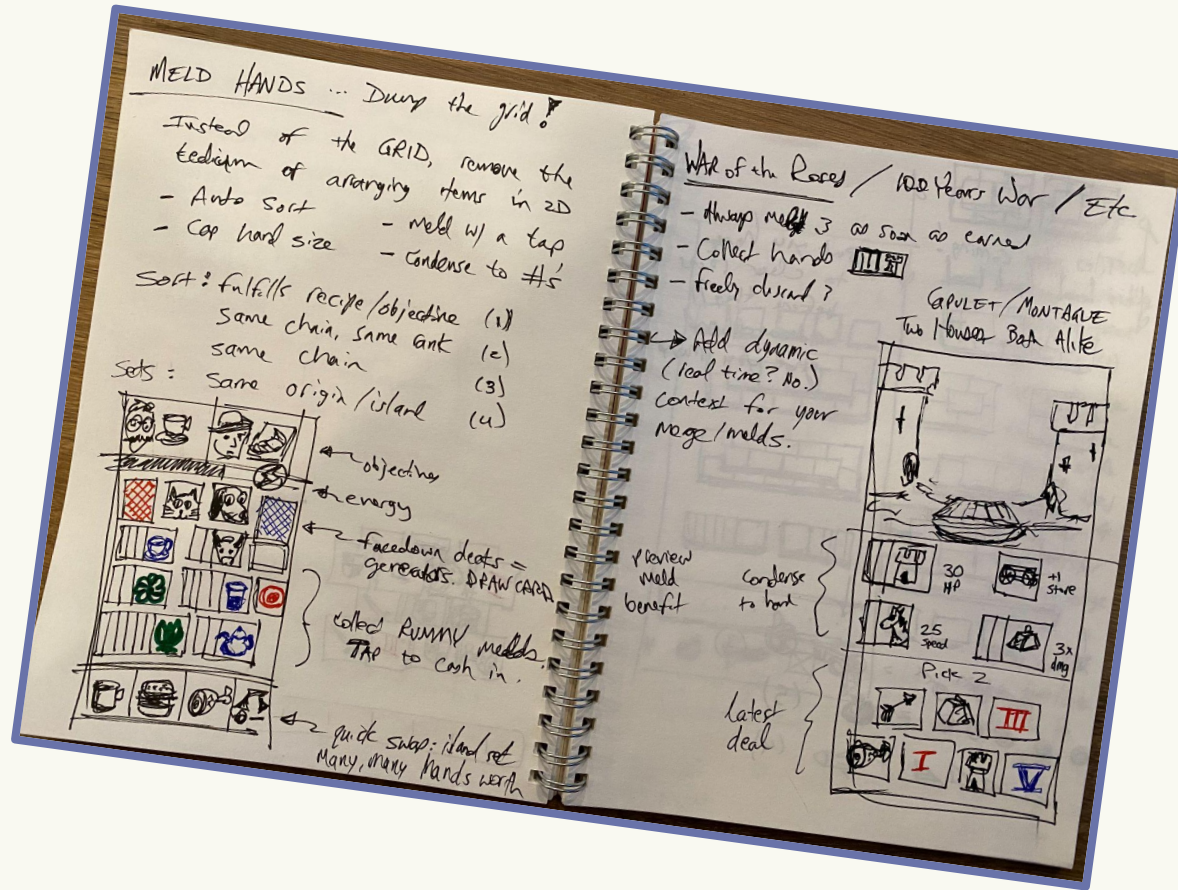 MELD HANDS ... Dump the grid!
Instead of the GRID, remove the
tedium of arranging items in 2D
- Auto Sort
- meld w/ a tap
- Cap hand size
- condense to #'s
Sort: fulfills recipe/objective (1)
same chain, same rank (2)
same chain (3)
Sets: same origin/island (4)
objectives
energy
facedown decks =
generators. DRAW CARD
collect RUMMY melds.
TAP to cash in.
quick swap: island set
Many, many hands worth
WAR of the Roses / 100 Years War / Etc
- Always meld 3 as soon as earned
- Collect hands
- freely discard?
CAPULET/MONTAGUE
Two Houses Both Alike
Add dynamic
(real time? No.)
context for your
merge/melds.
preview
meld
benefit
condense
to hand
30
HP
+1
store
25
speed
3x
dmg
Pick 2
latest
deal
III
I
V